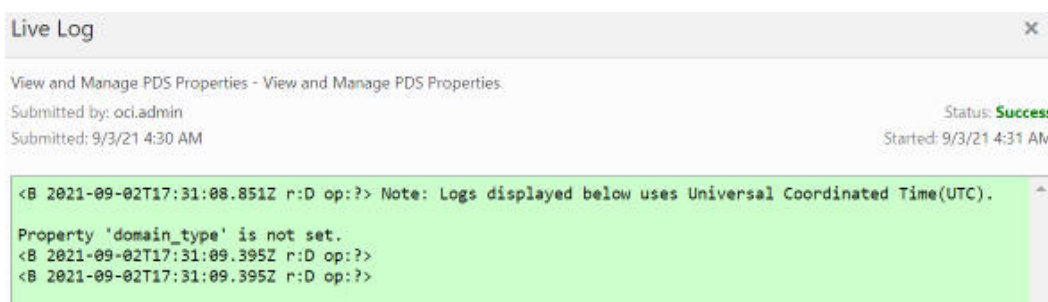 Live Log
View and Manage PDS Properties - View and Manage PDS Properties
Submitted by: oci.admin
Status: Success
Submitted: 9/3/21 4:30 AM
Started: 9/3/21 4:31 AM
<B 2021-09-02T17:31:08.851Z r:D op:?> Note: Logs displayed below uses Universal Coordinated Time(UTC).
Property 'domain_type' is not set.
<B 2021-09-02T17:31:09.395Z r:D op:?>
<B 2021-09-02T17:31:09.395Z r:D op:?>